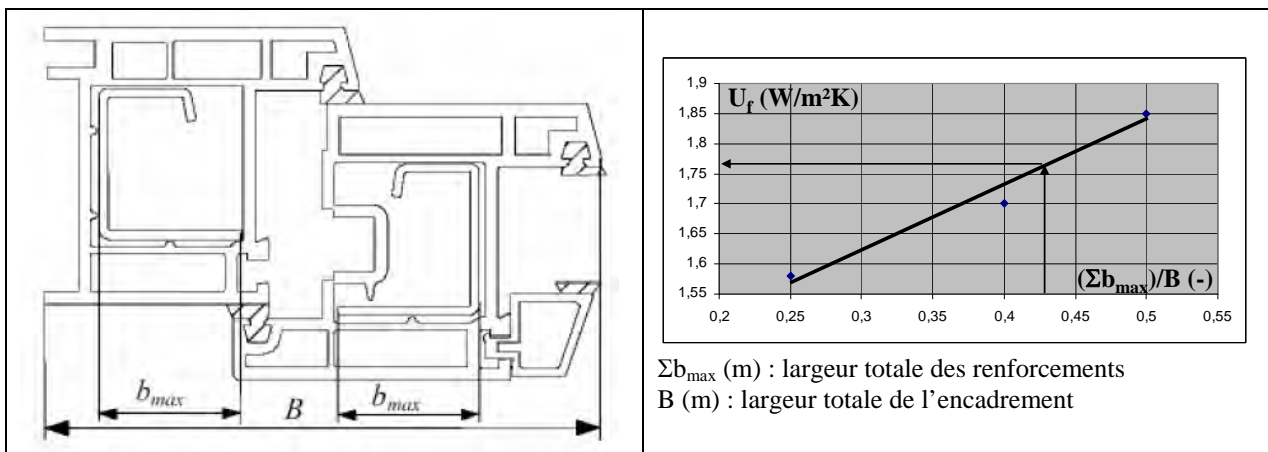 b_max
B
b_max
U_f (W/m²K)
1,9
1,85
1,8
1,75
1,7
1,65
1,6
1,55
0,2 0,25 0,3 0,35 0,4 0,45 0,5 0,55
(Σb_max)/B (-)
Σb_max (m) : largeur totale des renforcements
B (m) : largeur totale de l’encadrement